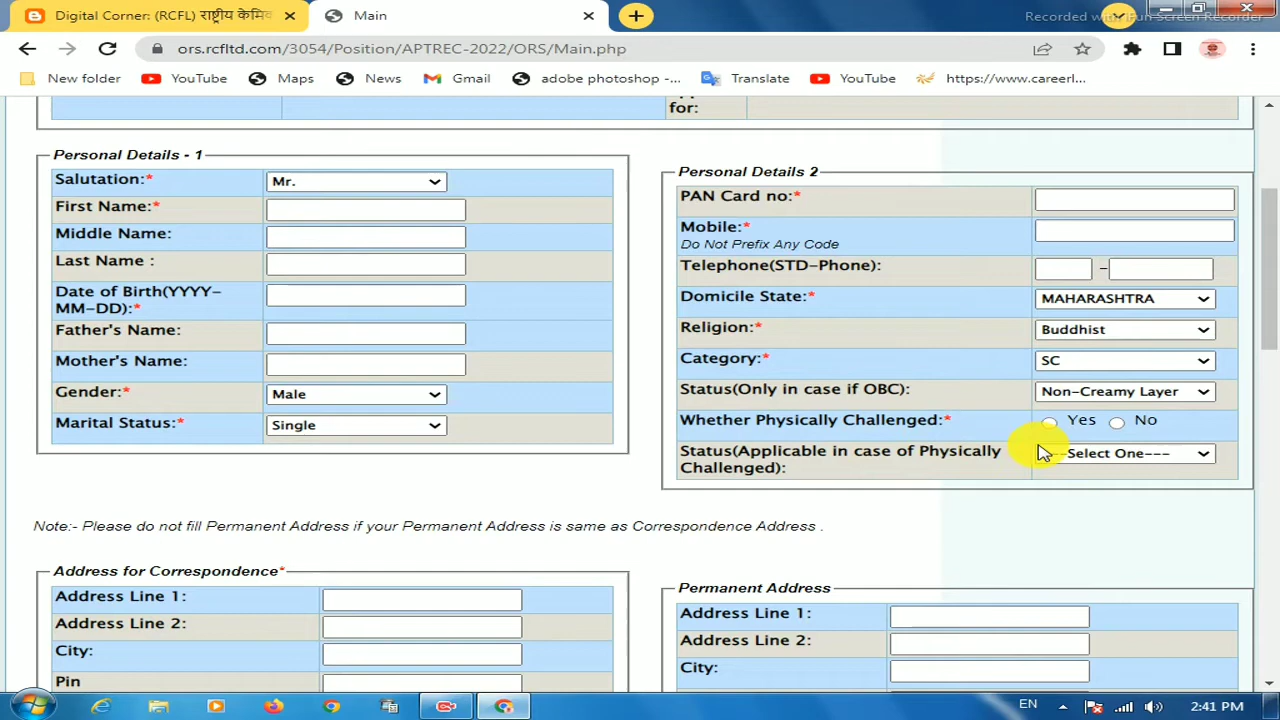 Digital Corner: (RCFL) राष्ट्रीय केमिक
Main
Recorded with iFun Screen Recorder
ors.rcfltd.com/3054/Position/APTREC-2022/ORS/Main.php
New folder
YouTube
Maps
News
Gmail
adobe photoshop -...
Translate
YouTube
https://www.careerl...
for:
Personal Details - 1
Salutation:* Mr.
First Name:*
Middle Name:
Last Name :
Date of Birth(YYYY-
MM-DD):*
Father's Name:
Mother's Name:
Gender:* Male
Marital Status:* Single
Personal Details 2
PAN Card no:*
Mobile:*
Do Not Prefix Any Code
Telephone(STD-Phone): –
Domicile State:* MAHARASHTRA
Religion:* Buddhist
Category:* SC
Status(Only in case if OBC): Non-Creamy Layer
Whether Physically Challenged:* Yes No
Status(Applicable in case of Physically
Challenged): --Select One---
Note:- Please do not fill Permanent Address if your Permanent Address is same as Correspondence Address .
Address for Correspondence*
Address Line 1:
Address Line 2:
City:
Pin
Permanent Address
Address Line 1:
Address Line 2:
City:
EN
2:41 PM